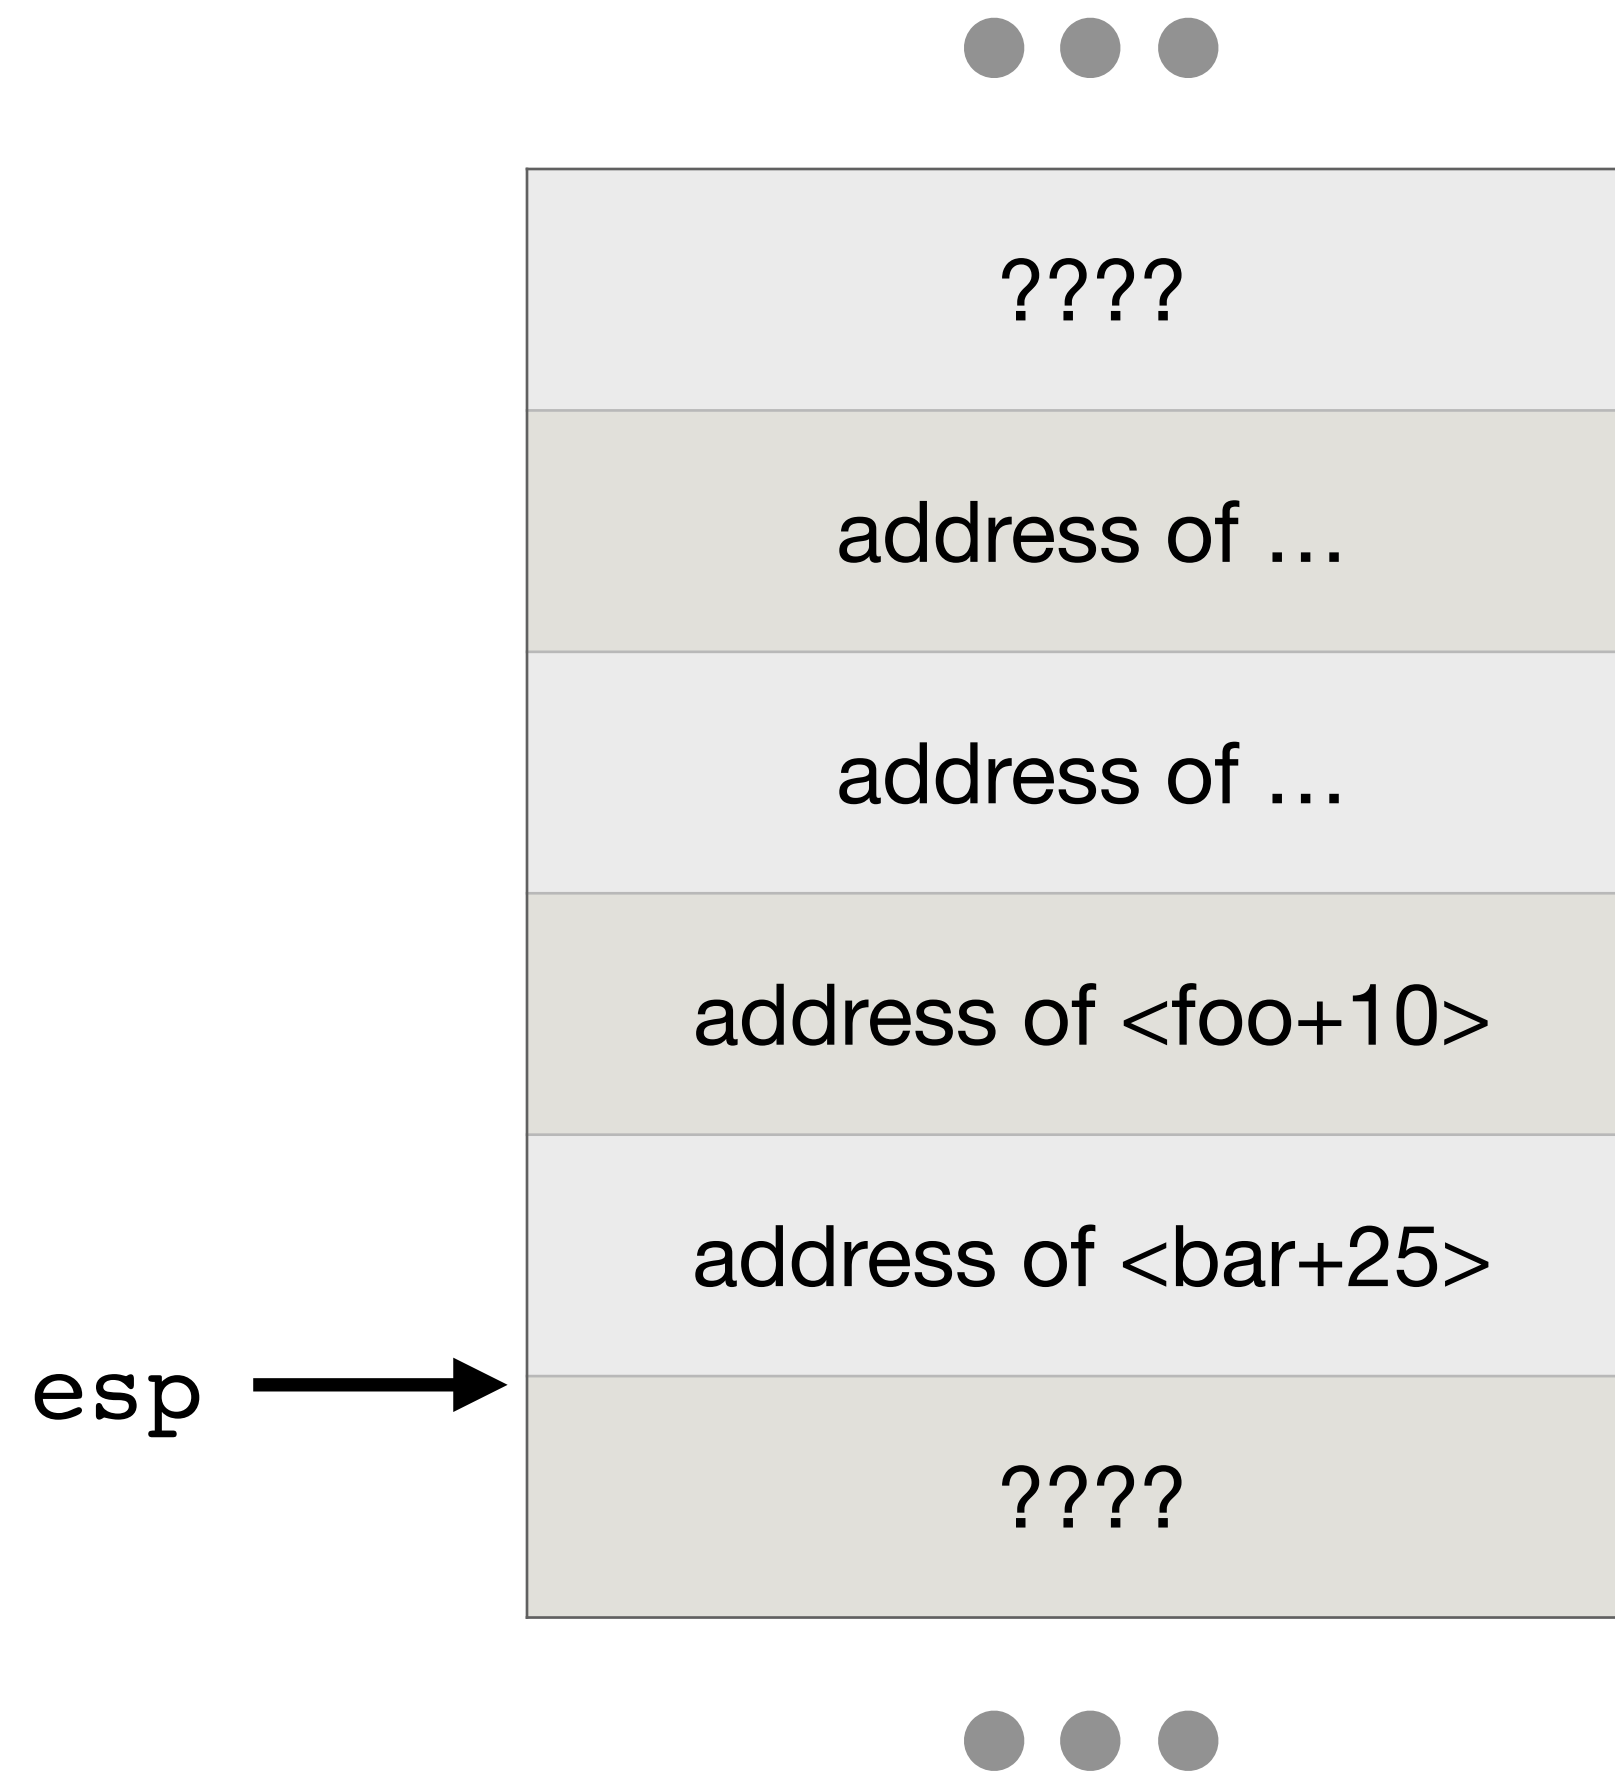 ????
address of …
address of …
address of <foo+10>
address of <bar+25>
esp
????